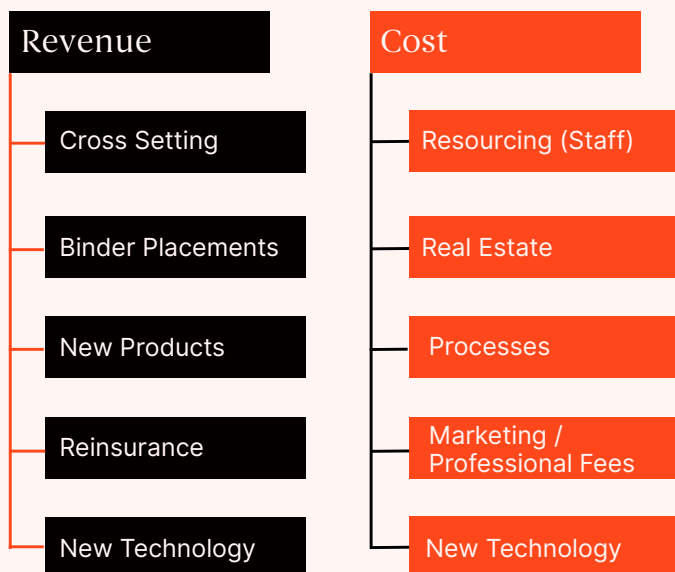 Revenue
Cross Setting
Binder Placements
New Products
Reinsurance
New Technology
Cost
Resourcing (Staff)
Real Estate
Processes
Marketing /
Professional Fees
New Technology